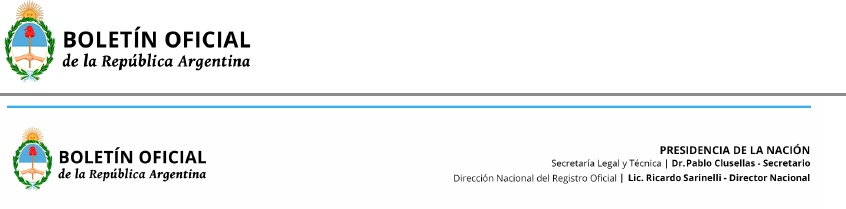 BOLETÍN OFICIAL
de la República Argentina
BOLETÍN OFICIAL
de la República Argentina
PRESIDENCIA DE LA NACIÓN
Secretaría Legal y Técnica | Dr. Pablo Clusellas - Secretario
Dirección Nacional del Registro Oficial | Lic. Ricardo Sarinelli - Director Nacional